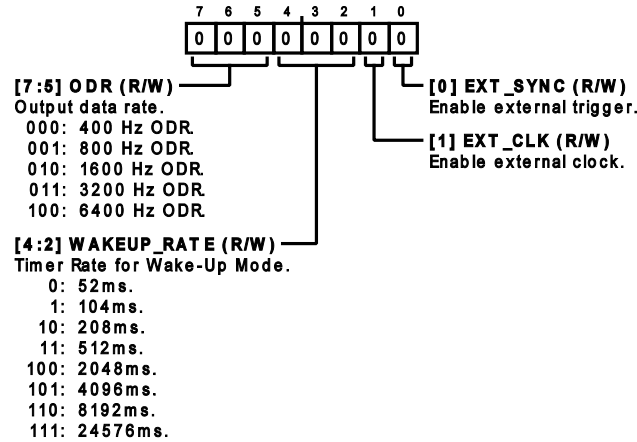 7 6 5 4 3 2 1 0
0 0 0 0 0 0 0 0
[7:5] ODR (R/W)
Output data rate.
000: 400 Hz ODR.
001: 800 Hz ODR.
010: 1600 Hz ODR.
011: 3200 Hz ODR.
100: 6400 Hz ODR.
[4:2] WAKEUP_RATE (R/W)
Timer Rate for Wake-Up Mode.
0: 52ms.
1: 104ms.
10: 208ms.
11: 512ms.
100: 2048ms.
101: 4096ms.
110: 8192ms.
111: 24576ms.
[0] EXT_SYNC (R/W)
Enable external trigger.
[1] EXT_CLK (R/W)
Enable external clock.